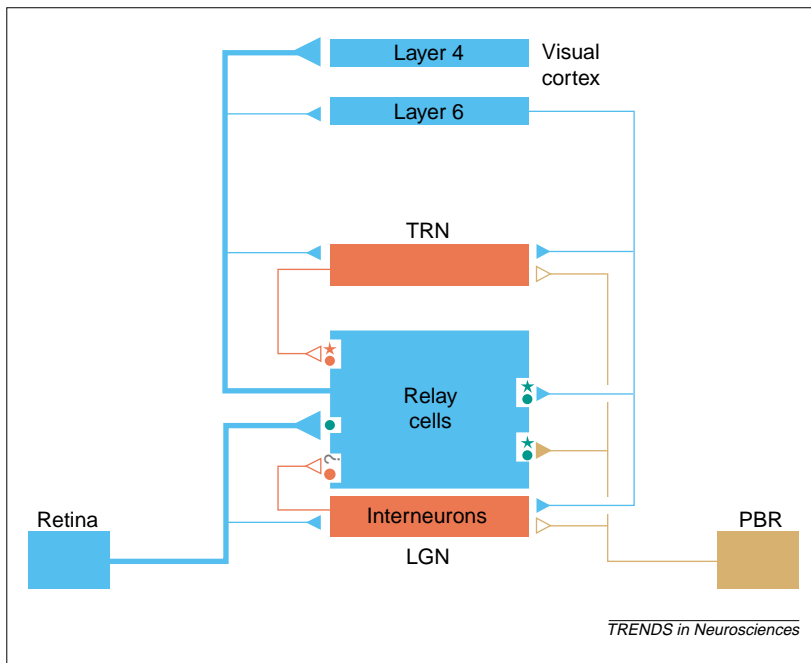 Layer 4
Visual
cortex
Layer 6
TRN
Relay
cells
?
Interneurons
LGN
Retina
PBR
TRENDS in Neurosciences